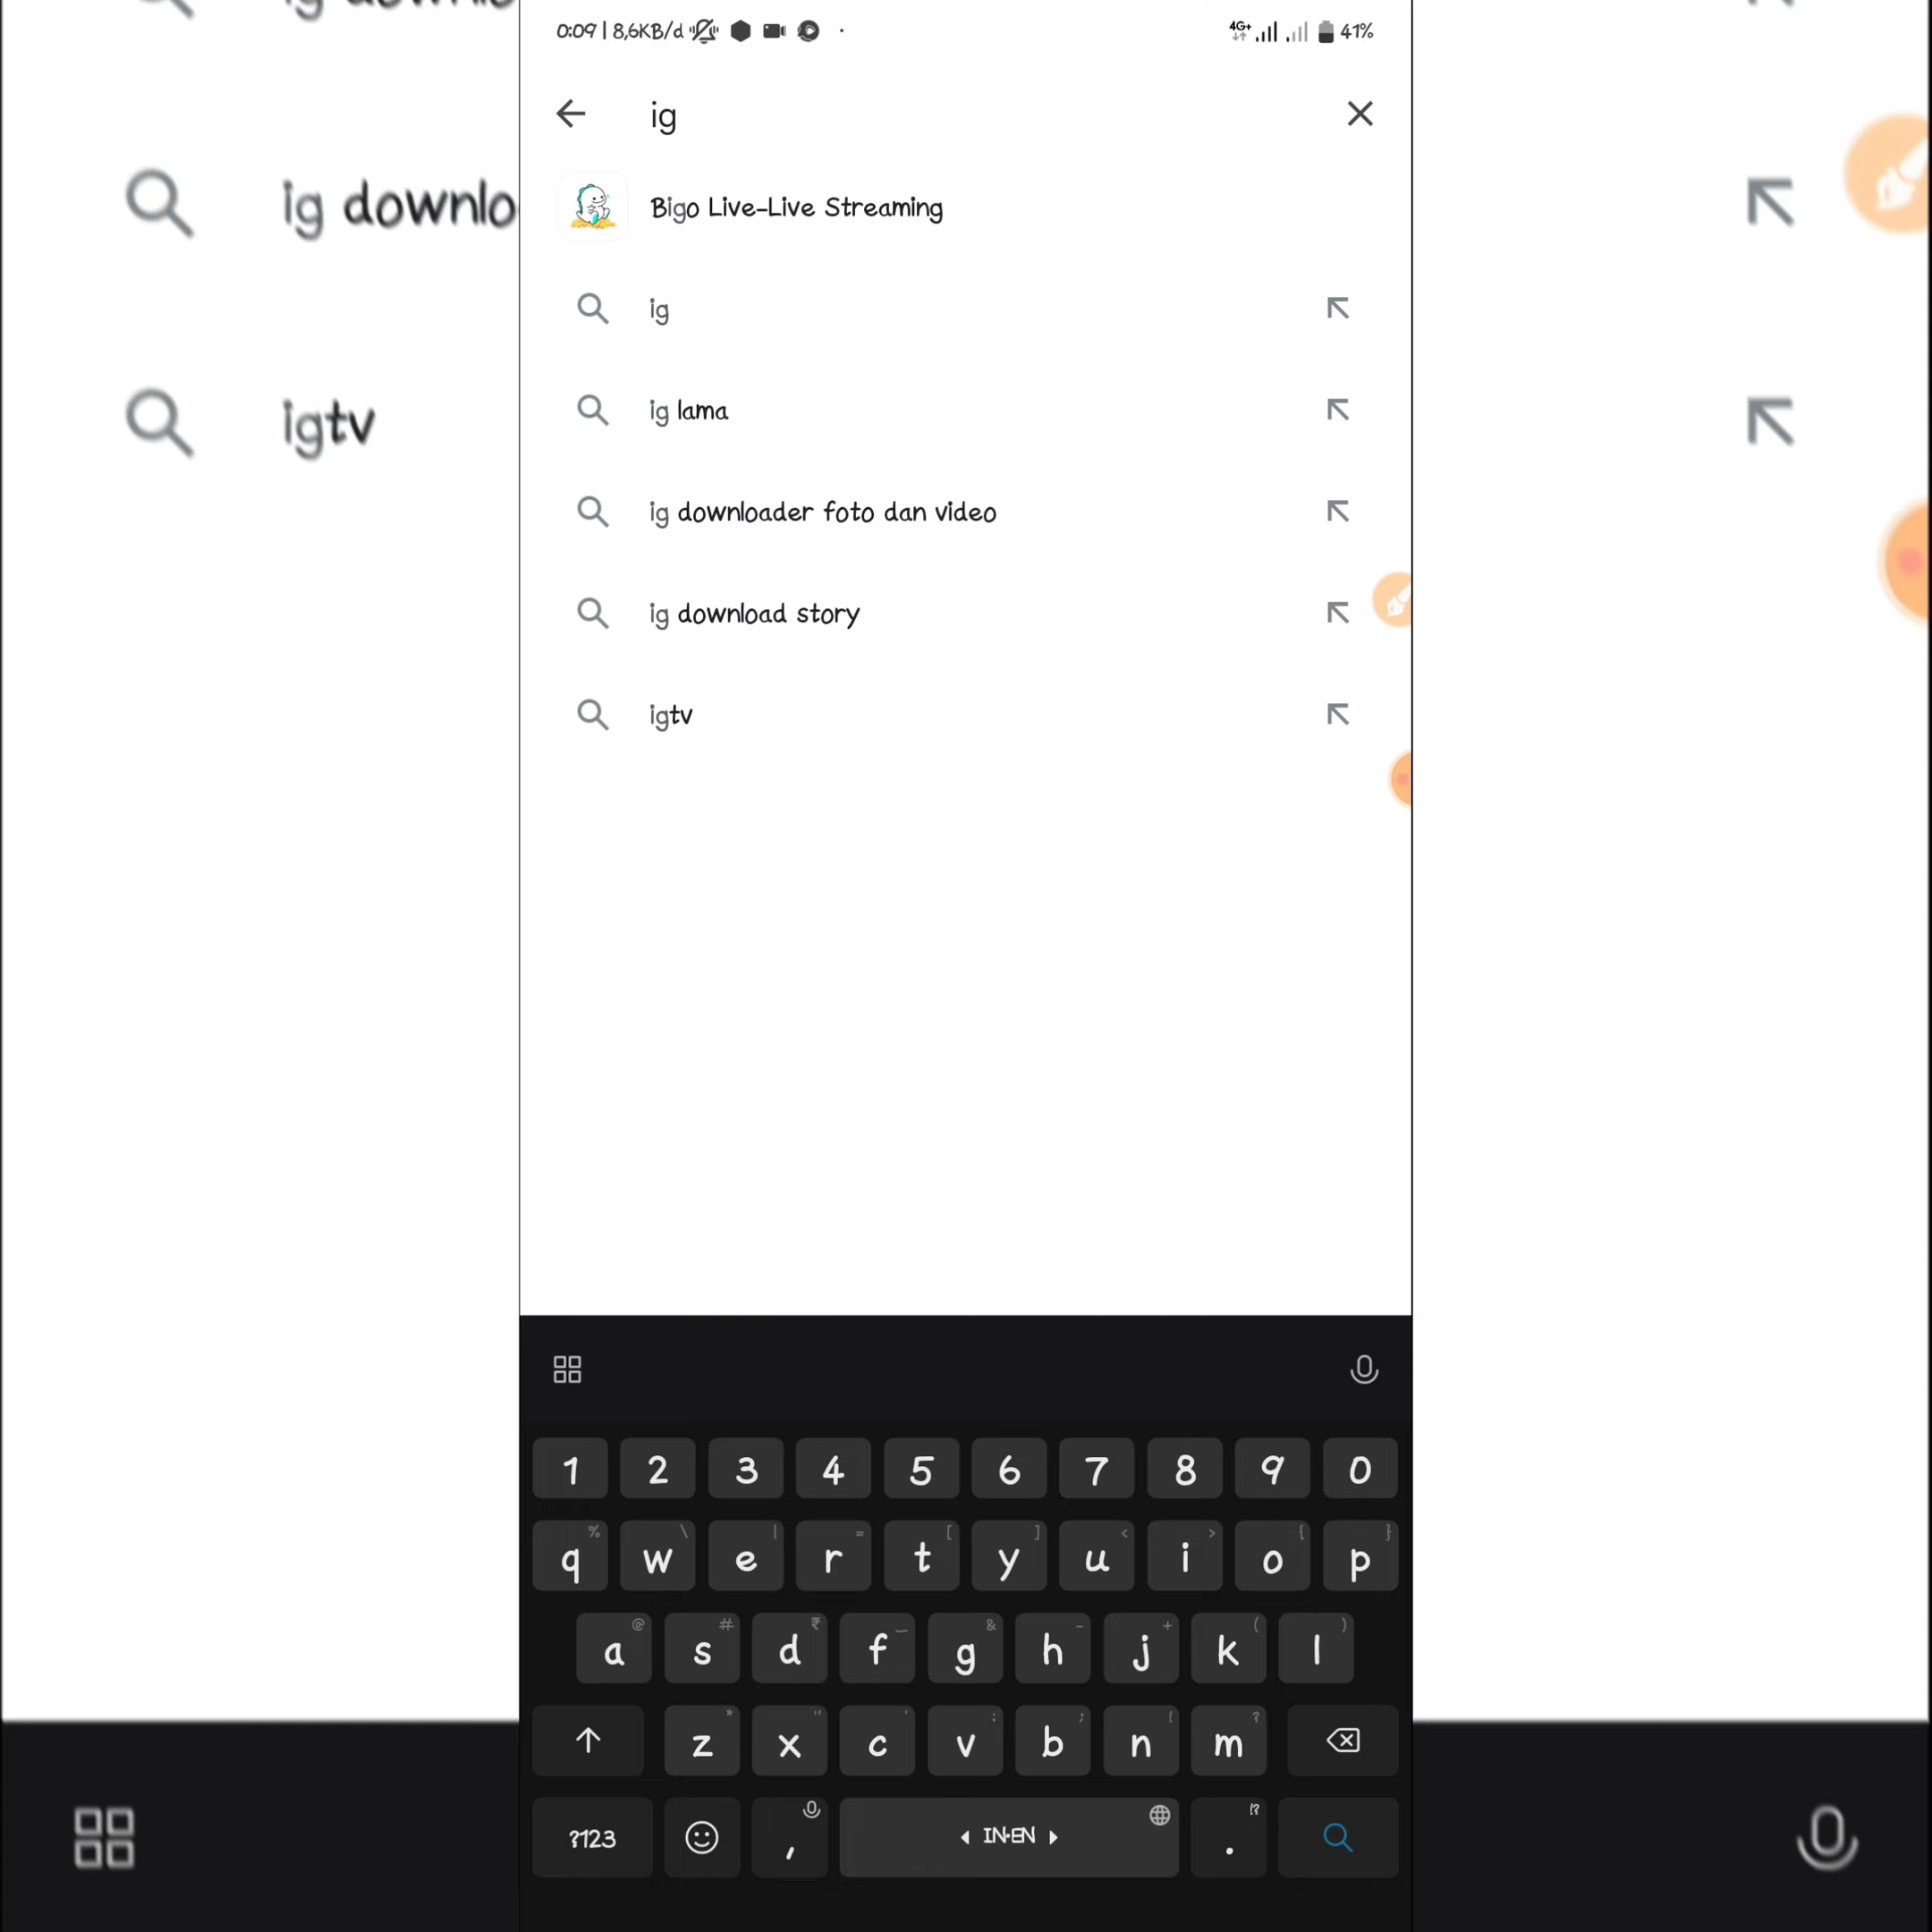 0:09 | 8,6KB/d
4G+
41%
ig
Bigo Live-Live Streaming
ig
ig lama
ig downloader foto dan video
ig download story
igtv
ig downlo
igtv
1 2 3 4 5 6 7 8 9 0
% \ | = [ ] < > { }
q w e r t y u i o p
@ # ₹ _ & - + ( )
a s d f g h j k l
* " ' : ; ! ?
z x c v b n m
!?
?123 , IN•EN .